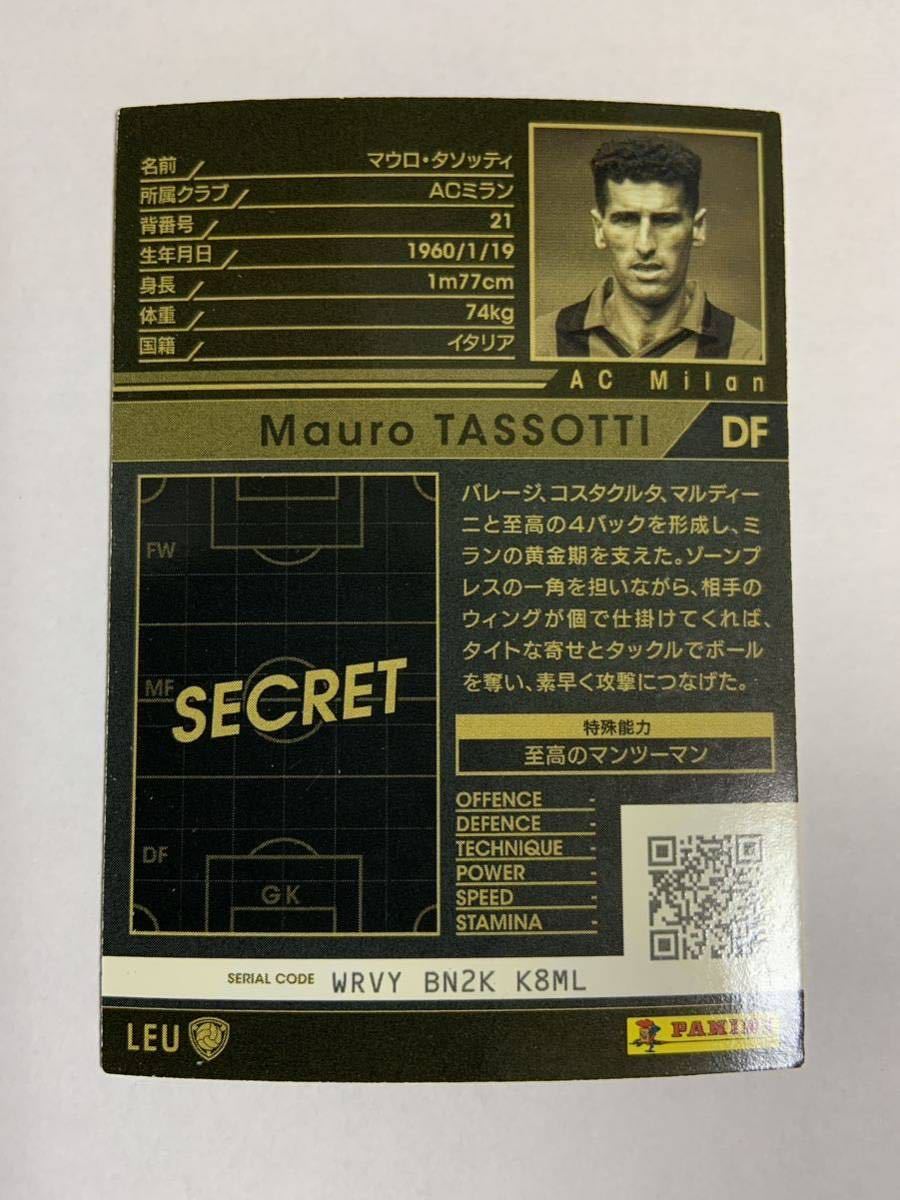 名前 マウロ・タソッティ
所属クラブ ACミラン
背番号 21
生年月日 1960/1/19
身長 1m77cm
体重 74kg
国籍 イタリア
AC Milan
Mauro TASSOTTI DF
FW
MF
SECRET
DF
GK
バレージ、コスタクルタ、マルディー
ニと至高の4バックを形成し、ミ
ランの黄金期を支えた。ゾーンプ
レスの一角を担いながら、相手の
ウィングが個で仕掛けてくれば、
タイトな寄せとタックルでボール
を奪い、素早く攻撃につなげた。
特殊能力
至高のマンツーマン
OFFENCE -
DEFENCE -
TECHNIQUE -
POWER -
SPEED -
STAMINA -
SERIAL CODE WRVY BN2K K8ML
LEU
PANINI